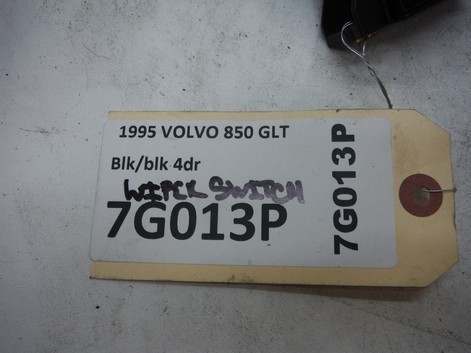 1995 VOLVO 850 GLT
Blk/blk 4dr
WIPER SWITCH
7G013P
7G013P